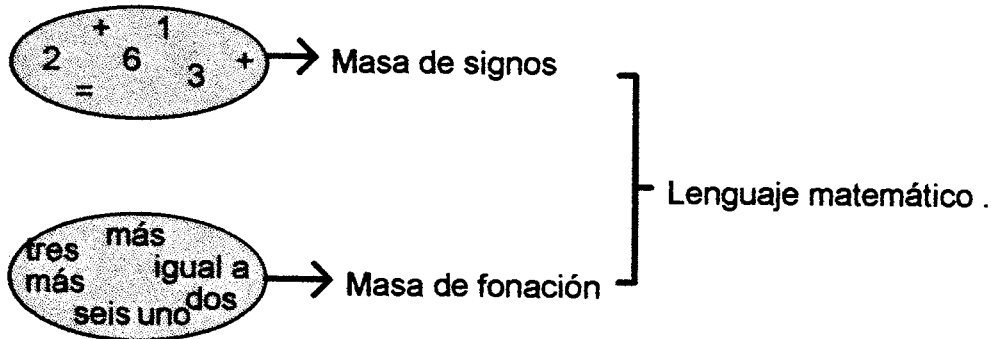 + 1
2 6 +
3
=
Masa de signos
Lenguaje matemático .
más
tres
igual a
más
dos
seis uno
Masa de fonación